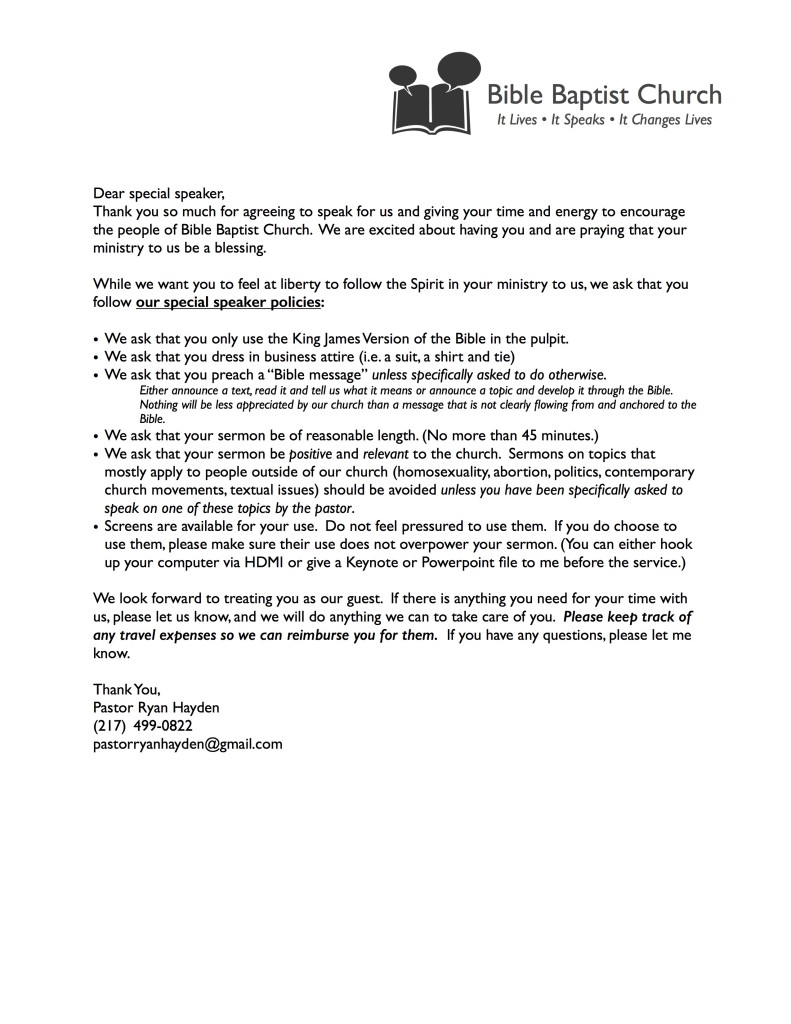 Bible Baptist Church
It Lives • It Speaks • It Changes Lives
Dear special speaker,
Thank you so much for agreeing to speak for us and giving your time and energy to encourage
the people of Bible Baptist Church.  We are excited about having you and are praying that your
ministry to us be a blessing.
While we want you to feel at liberty to follow the Spirit in your ministry to us, we ask that you
follow our special speaker policies:
• We ask that you only use the King James Version of the Bible in the pulpit.
• We ask that you dress in business attire (i.e. a suit, a shirt and tie)
• We ask that you preach a “Bible message” unless specifically asked to do otherwise.
Either announce a text, read it and tell us what it means or announce a topic and develop it through the Bible.
Nothing will be less appreciated by our church than a message that is not clearly flowing from and anchored to the
Bible.
• We ask that your sermon be of reasonable length. (No more than 45 minutes.)
• We ask that your sermon be positive and relevant to the church.  Sermons on topics that
mostly apply to people outside of our church (homosexuality, abortion, politics, contemporary
church movements, textual issues) should be avoided unless you have been specifically asked to
speak on one of these topics by the pastor.
• Screens are available for your use.  Do not feel pressured to use them.  If you do choose to
use them, please make sure their use does not overpower your sermon. (You can either hook
up your computer via HDMI or give a Keynote or Powerpoint file to me before the service.)
We look forward to treating you as our guest.  If there is anything you need for your time with
us, please let us know, and we will do anything we can to take care of you.  Please keep track of
any travel expenses so we can reimburse you for them.  If you have any questions, please let me
know.
Thank You,
Pastor Ryan Hayden
(217)  499-0822
pastorryanhayden@gmail.com